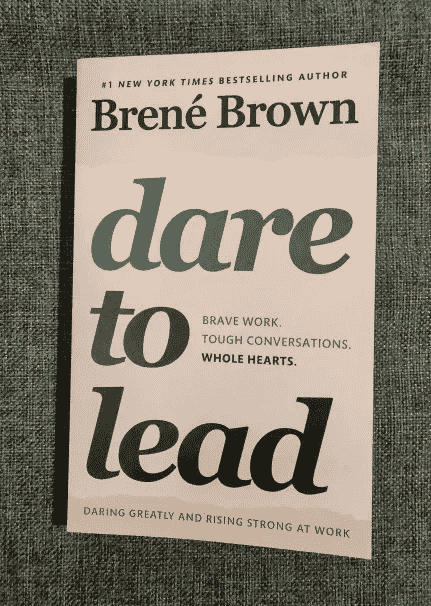 #1 NEW YORK TIMES BESTSELLING AUTHOR
Brené Brown
dare
to
BRAVE WORK.
TOUGH CONVERSATIONS.
WHOLE HEARTS.
lead
DARING GREATLY AND RISING STRONG AT WORK